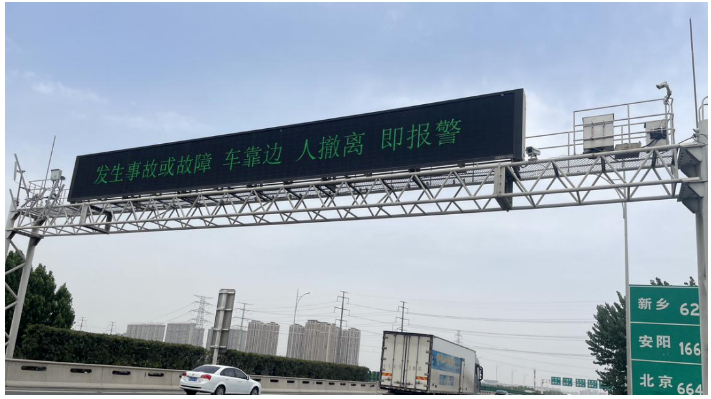 发生事故或故障 车靠边 人撤离 即报警
新乡 62
安阳 166
北京 664